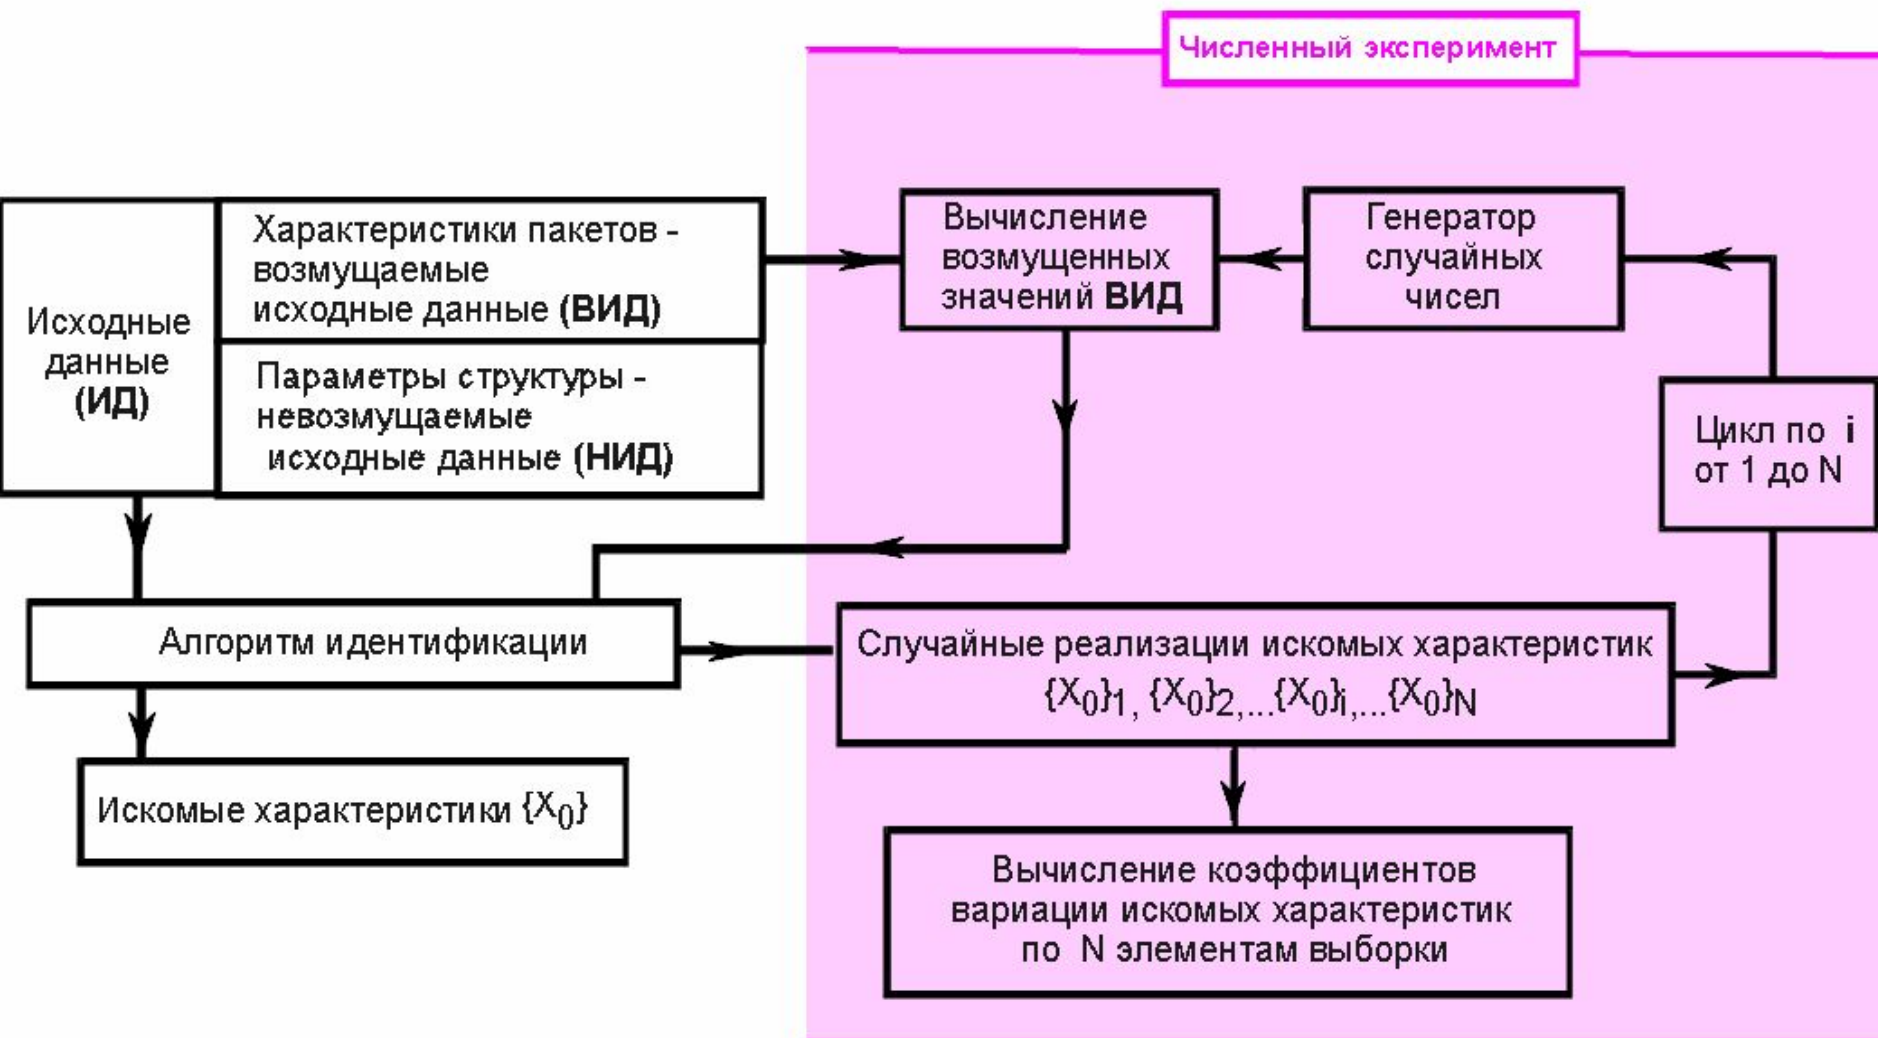 Численный эксперимент
Исходные
данные
(ИД)
Характеристики пакетов -
возмущаемые
исходные данные (ВИД)
Параметры структуры -
невозмущаемые
исходные данные (НИД)
Вычисление
возмущенных
значений ВИД
Генератор
случайных
чисел
Цикл по i
от 1 до N
Алгоритм идентификации
Случайные реализации искомых характеристик
{X₀}₁, {X₀}₂,...{X₀}ᵢ,...{X₀}N
Искомые характеристики {X₀}
Вычисление коэффициентов
вариации искомых характеристик
по N элементам выборки